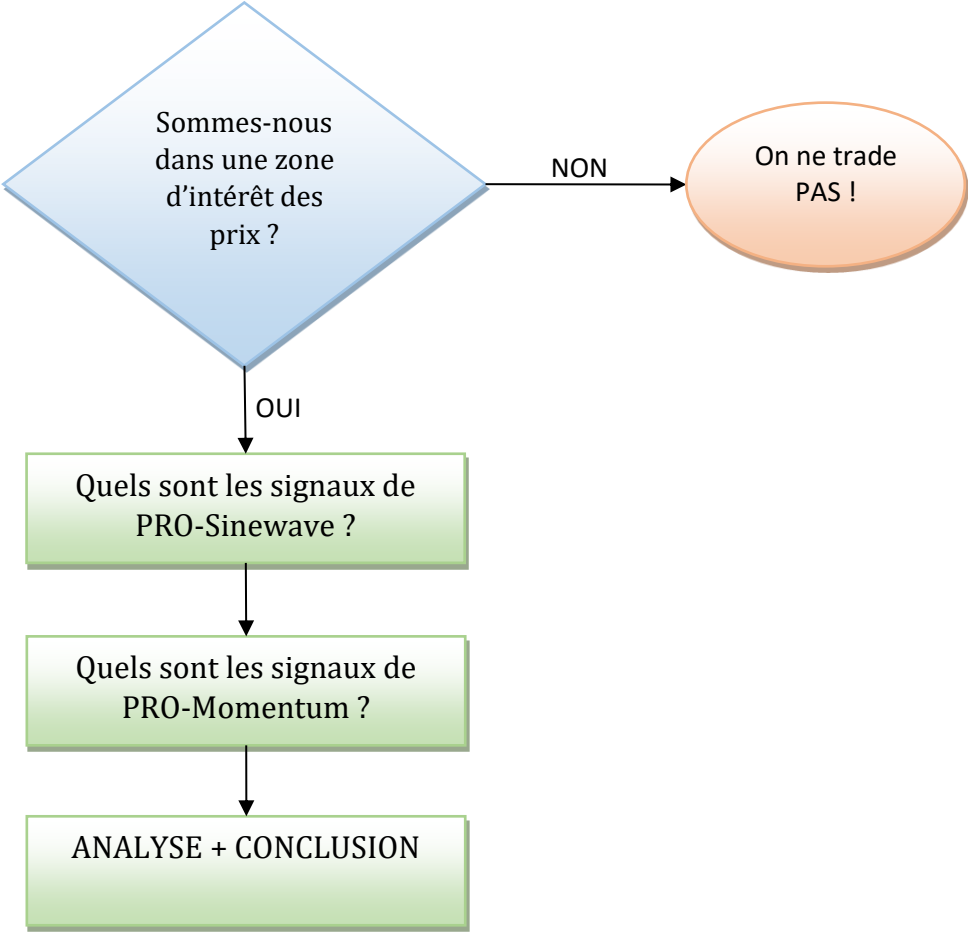 Sommes-nous
dans une zone
d'intérêt des
prix ?
NON
On ne trade
PAS !
OUI
Quels sont les signaux de
PRO-Sinewave ?
Quels sont les signaux de
PRO-Momentum ?
ANALYSE + CONCLUSION